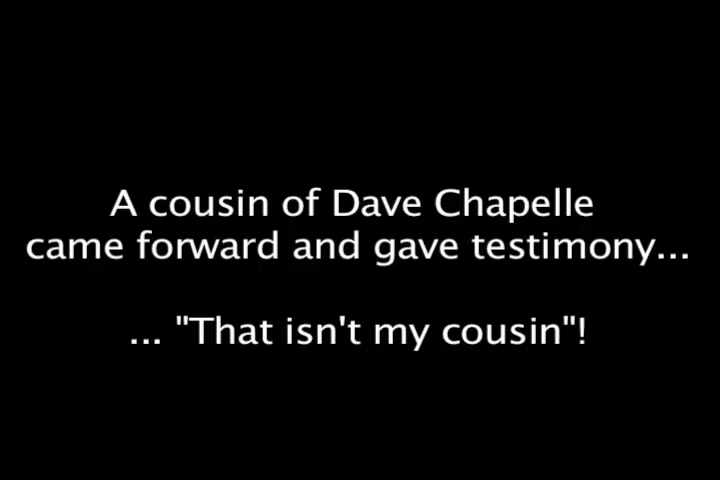 A cousin of Dave Chapelle
came forward and gave testimony...
... "That isn't my cousin"!